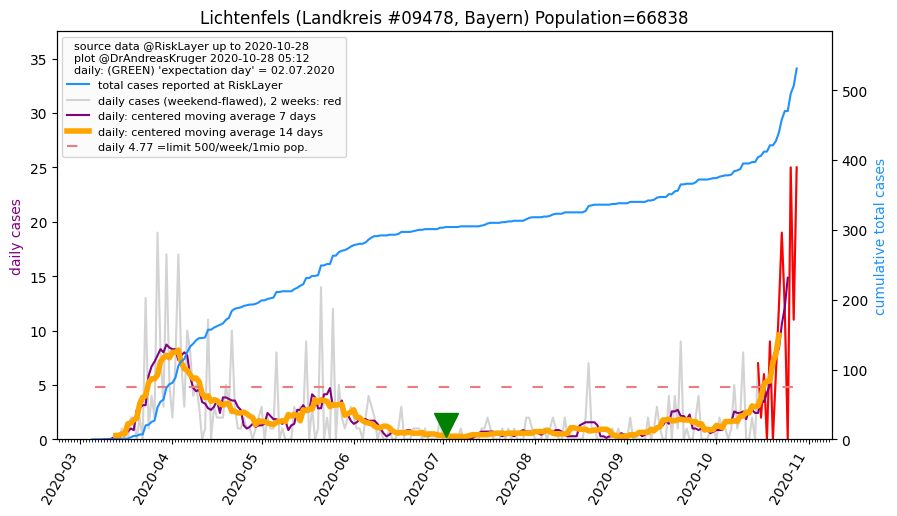 Lichtenfels (Landkreis #09478, Bayern) Population=66838
source data @RiskLayer up to 2020-10-28
plot @DrAndreasKruger 2020-10-28 05:12
daily: (GREEN) 'expectation day' = 02.07.2020
total cases reported at RiskLayer
daily cases (weekend-flawed), 2 weeks: red
daily: centered moving average 7 days
daily: centered moving average 14 days
daily 4.77 =limit 500/week/1mio pop.
daily cases
35
30
25
20
15
10
5
0
cumulative total cases
500
400
300
200
100
0
2020-03
2020-04
2020-05
2020-06
2020-07
2020-08
2020-09
2020-10
2020-11